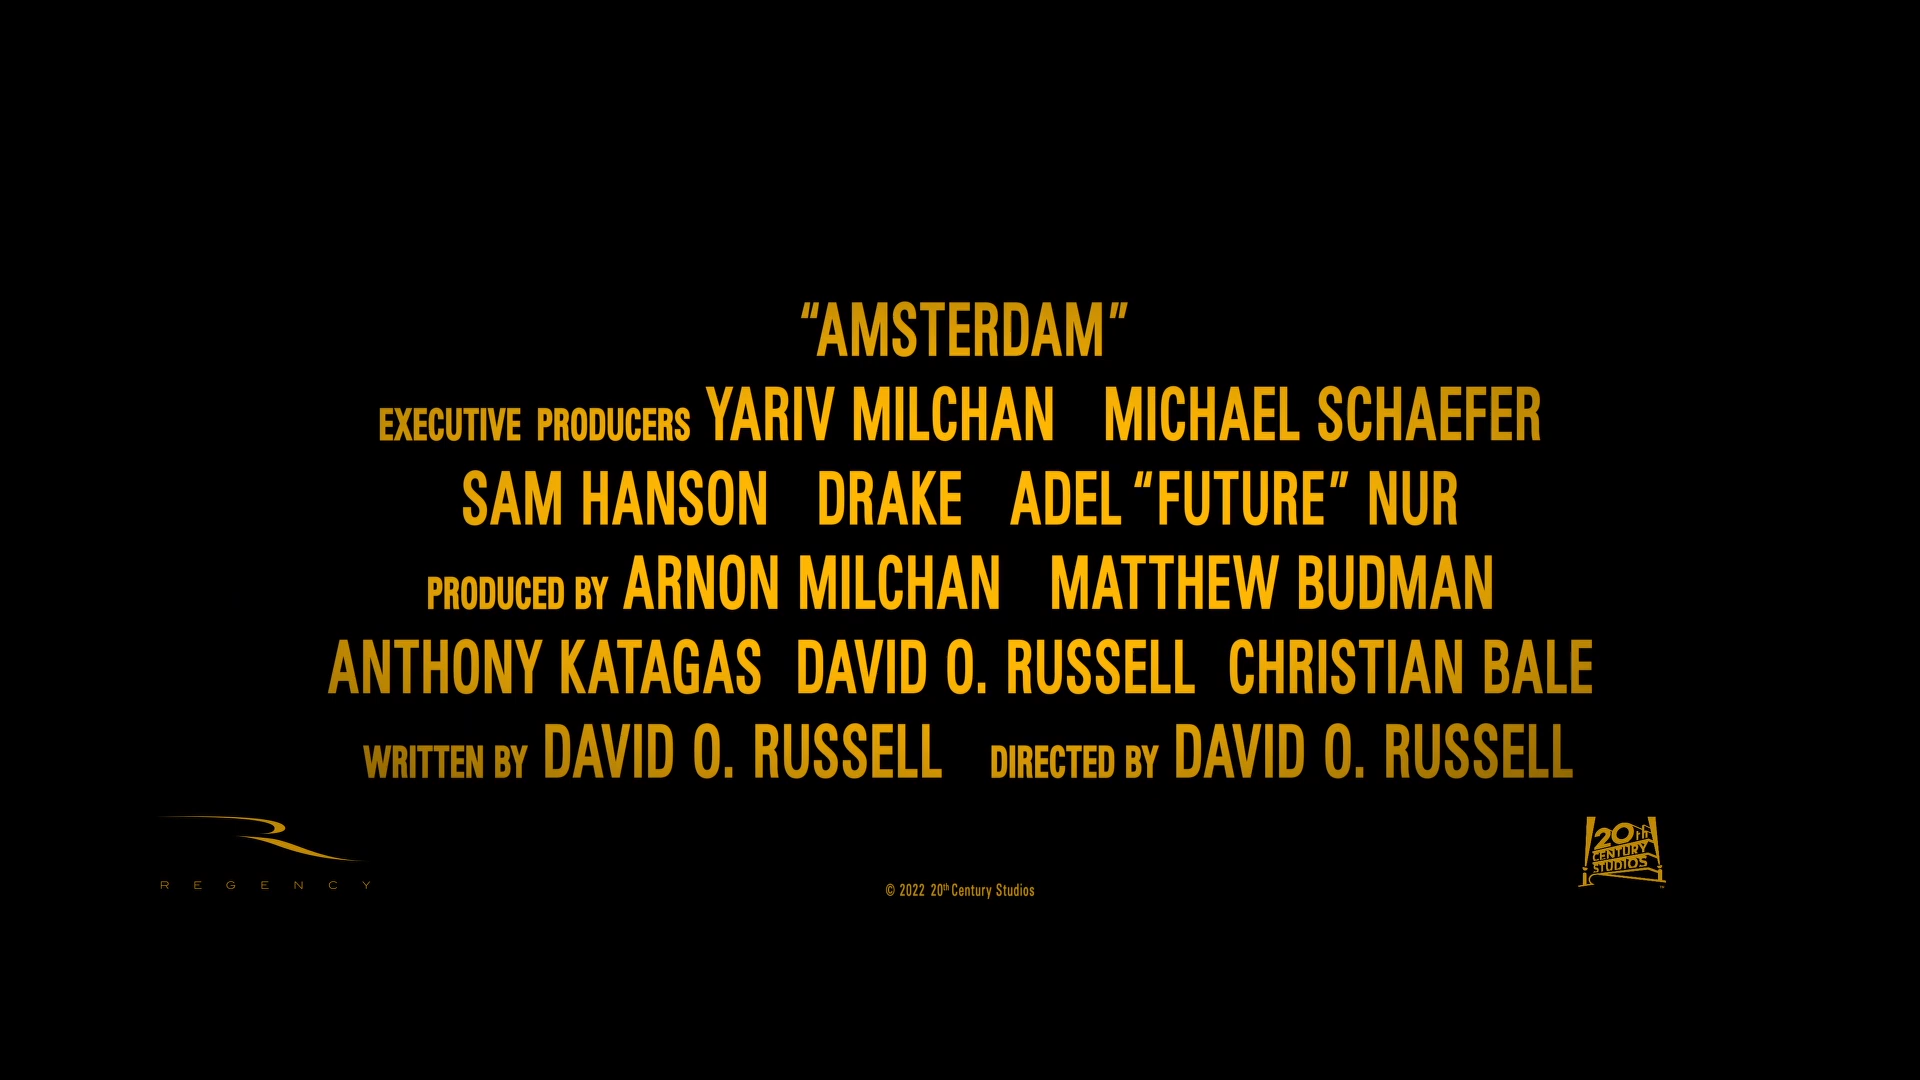 “AMSTERDAM”
EXECUTIVE PRODUCERS YARIV MILCHAN MICHAEL SCHAEFER
SAM HANSON DRAKE ADEL “FUTURE” NUR
PRODUCED BY ARNON MILCHAN MATTHEW BUDMAN
ANTHONY KATAGAS DAVID O. RUSSELL CHRISTIAN BALE
WRITTEN BY DAVID O. RUSSELL DIRECTED BY DAVID O. RUSSELL
REGENCY
© 2022 20th Century Studios
20th
CENTURY
STUDIOS